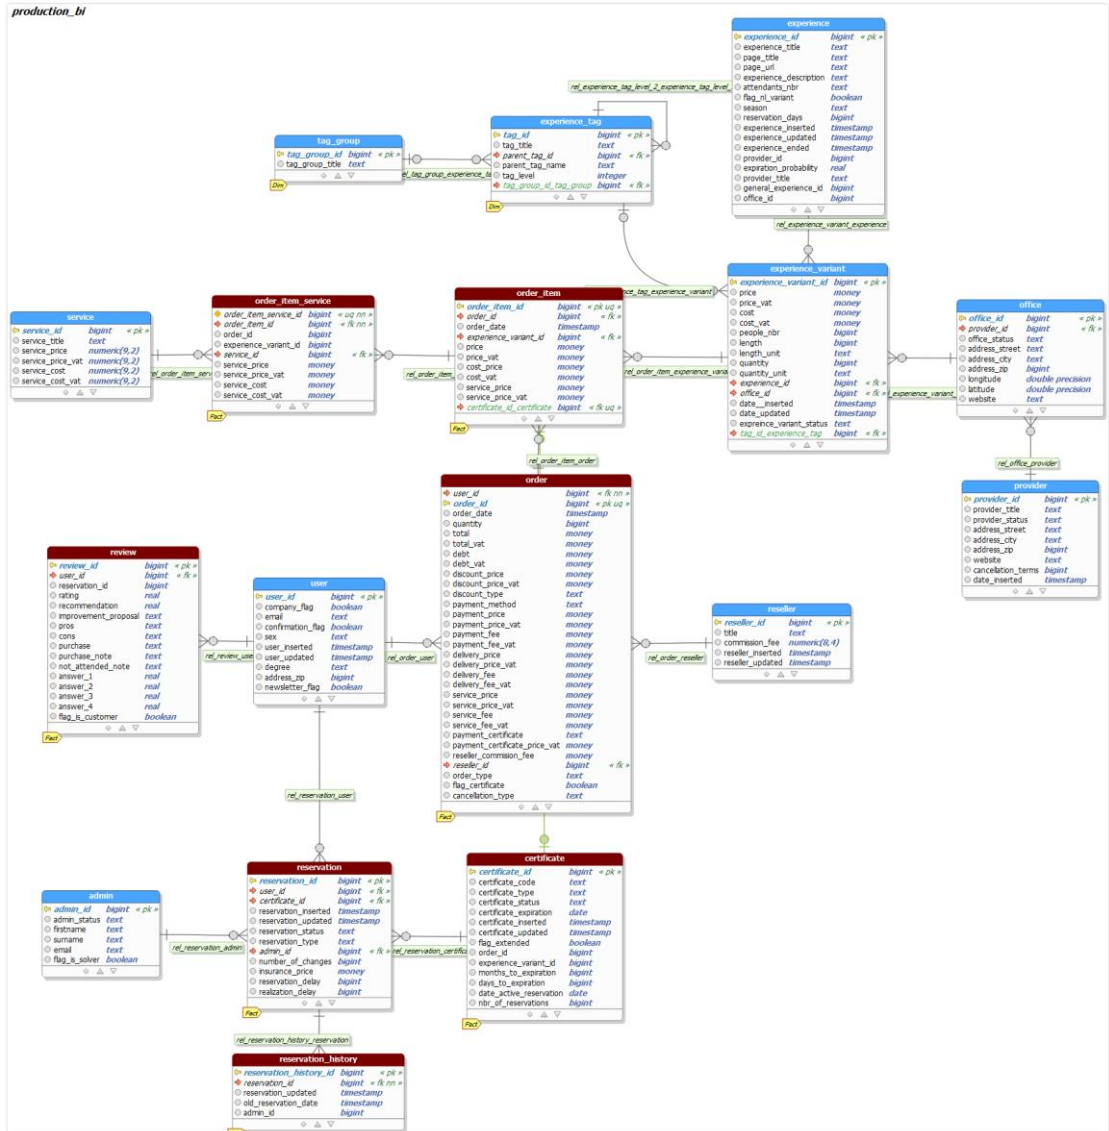 production_bi
experience
experience_id bigint « pk »
experience_title text
page_title text
page_url text
experience_description text
attendants_nbr text
flag_nl_variant boolean
season text
reservation_days bigint
experience_inserted timestamp
experience_updated timestamp
experience_ended timestamp
provider_id bigint
expiration_probability real
provider_title text
general_experience_id bigint
office_id bigint
rel_experience_tag_level_2_experience_tag_level_
experience_tag
tag_id bigint « pk »
tag_title text
parent_tag_id bigint « fk »
parent_tag_name text
tag_level integer
tag_group_id_tag_group bigint « fk »
Dim
tag_group
tag_group_id bigint « pk »
tag_group_title text
Dim
el_tag_group_experience_ta
rel_experience_variant_experience
experience_variant
experience_variant_id bigint « pk »
price money
price_vat money
cost money
cost_vat money
people_nbr bigint
length bigint
length_unit text
quantity bigint
quantity_unit text
experience_id bigint « fk »
office_id bigint « fk »
date__inserted timestamp
date_updated timestamp
expreince_variant_status text
tag_id_experience_tag bigint « fk »
e_tag_experience_variant
order_item
order_item_id bigint « pk uq »
order_id bigint « fk »
order_date timestamp
experience_variant_id bigint « fk »
price money
price_vat money
cost_price money
cost_vat money
service_price money
service_price money
certificate_id_certificate bigint « fk uq »
Fact
order_item_service
order_item_service_id bigint « uq nn »
order_item_id bigint « fk nn »
order_id bigint
experience_variant_id bigint
service_id bigint « fk »
service_price money
service_price_vat money
service_cost money
service_cost_vat money
Fact
service
service_id bigint « pk »
service_title text
service_price numeric(9,2)
service_price_vat numeric(9,2)
service_cost numeric(9,2)
service_cost_vat numeric(9,2)
rel_order_item_serv
rel_order_item_
rel_order_item_experience_varia
office
office_id bigint « pk »
provider_id bigint « fk »
office_status text
address_street text
address_city text
address_zip bigint
longitude double precision
latitude double precision
website text
l_experience_variant_
rel_office_provider
provider
provider_id bigint « pk »
provider_title text
provider_status text
address_street text
address_city text
address_zip bigint
website text
cancellation_terms bigint
date_inserted timestamp
rel_order_item_order
order
user_id bigint « fk nn »
order_id bigint « pk uq »
order_date timestamp
quantity bigint
total money
total_vat money
debt money
debt_vat money
discount_price money
discount_price_vat money
discount_type text
payment_method text
payment_price money
payment_price_vat money
payment_fee money
payment_fee_vat money
delivery_price money
delivery_price_vat money
delivery_fee money
delivery_fee_vat money
service_price money
service_price_vat money
service_fee money
service_fee_vat money
payment_certificate text
payment_certificate_price_vat money
reseller_commision_fee money
reseller_id bigint « fk »
order_type text
flag_certificate boolean
cancellation_type text
Fact
review
review_id bigint « pk »
user_id bigint « fk »
reservation_id bigint
rating real
recommendation real
improvement_proposal text
pros text
cons text
purchase text
purchase_note text
not_attended_note text
answer_1 real
answer_2 real
answer_3 real
answer_4 real
flag_is_customer boolean
Fact
user
user_id bigint « pk »
company_flag boolean
email text
confirmation_flag boolean
sex text
user_inserted timestamp
user_updated timestamp
degree text
address_zip bigint
newsletter_flag boolean
rel_review_use
rel_order_user
reseller
reseller_id bigint « pk »
title text
commission_fee numeric(8,4)
reseller_inserted timestamp
reseller_updated timestamp
rel_order_reseller
rel_reservation_user
reservation
reservation_id bigint « pk »
user_id bigint « fk »
certificate_id bigint « fk »
reservation_inserted timestamp
reservation_updated timestamp
reservation_status text
reservation_type text
admin_id bigint « fk »
number_of_changes bigint
insurance_price money
reservation_delay bigint
realization_delay bigint
Fact
certificate
certificate_id bigint « pk »
certificate_code text
certificate_type text
certificate_status text
certificate_expiration date
certificate_inserted timestamp
certificate_updated timestamp
flag_extended boolean
order_id bigint
experience_variant_id bigint
months_to_expiration bigint
days_to_expiration bigint
date_active_reservation date
nbr_of_reservations bigint
Fact
admin
admin_id bigint « pk »
admin_status text
firstname text
surname text
email text
flag_is_solver boolean
rel_reservation_admin
rel_reservation_certific
rel_reservation_history_reservation
reservation_history
reservation_history_id bigint « pk »
reservation_id bigint « fk nn »
reservation_updated timestamp
old_reservation_date timestamp
admin_id bigint